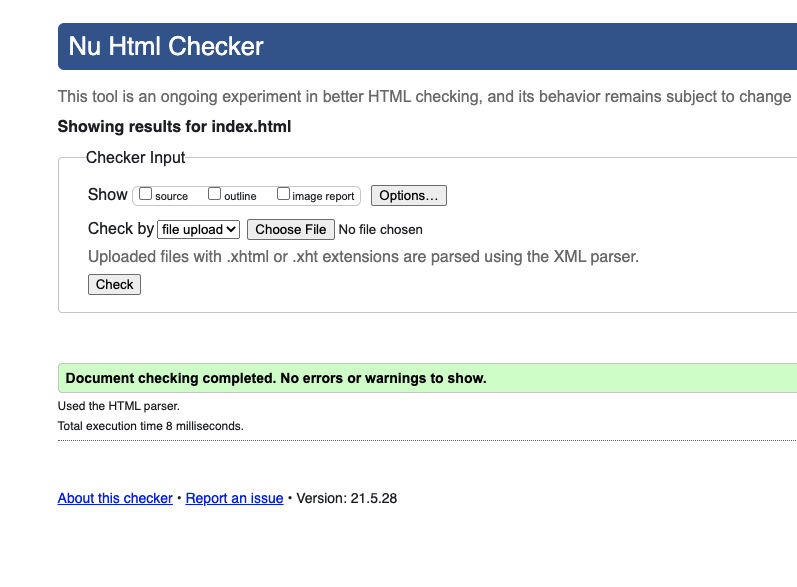 Nu Html Checker
This tool is an ongoing experiment in better HTML checking, and its behavior remains subject to change
Showing results for index.html
Checker Input
Show source outline image report Options…
Check by file upload Choose File No file chosen
Uploaded files with .xhtml or .xht extensions are parsed using the XML parser.
Check
Document checking completed. No errors or warnings to show.
Used the HTML parser.
Total execution time 8 milliseconds.
About this checker • Report an issue • Version: 21.5.28